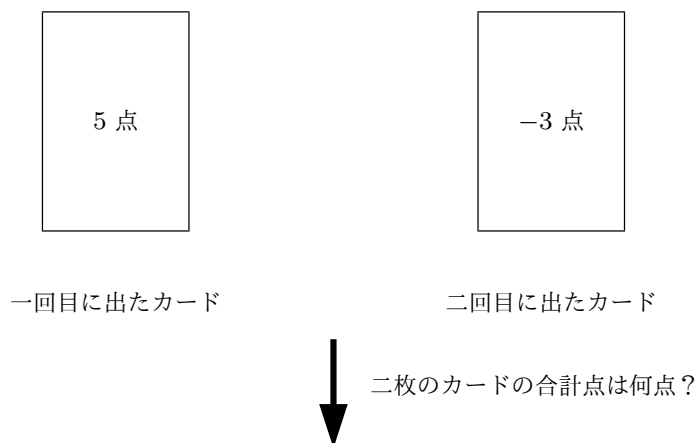 5 点
−3 点
一回目に出たカード
二回目に出たカード
二枚のカードの合計点は何点？